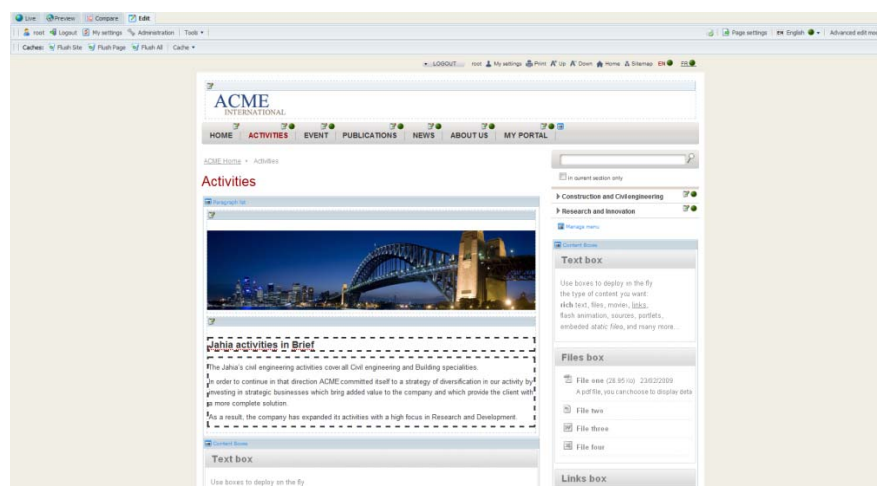 Live Preview Compare Edit
root Logout My settings Administration Tools
Page settings EN English Advanced edit mo
Caches: Flush Site Flush Page Flush All Cache
LOGOUT root My settings Print Up Down Home Sitemap EN FR
ACME
INTERNATIONAL
HOME ACTIVITIES EVENT PUBLICATIONS NEWS ABOUT US MY PORTAL
ACME Home Activities
Activities
Paragraph list
Jahia activities in Brief
The Jahia's civil engineering activities cover all Civil engineering and Building specialities.
In order to continue in that direction ACME committed itself to a strategy of diversification in our activity by
investing in strategic businesses which bring added value to the company and which provide the client with
a more complete solution.
As a result, the company has expanded its activities with a high focus in Research and Development.
Content Boxes
Text box
Use boxes to deploy on the fly
In current section only
Construction and Civil engineering
Research and Innovation
Manage menu
Content Boxes
Text box
Use boxes to deploy on the fly
the type of content you want:
rich text, files, movies, links,
flash animation, sources, portlets,
embeded static files, and many more...
Files box
File one (29.95 Ko) 23/02/2009
A pdf file, you can choose to display deta
File two
File three
File four
Links box